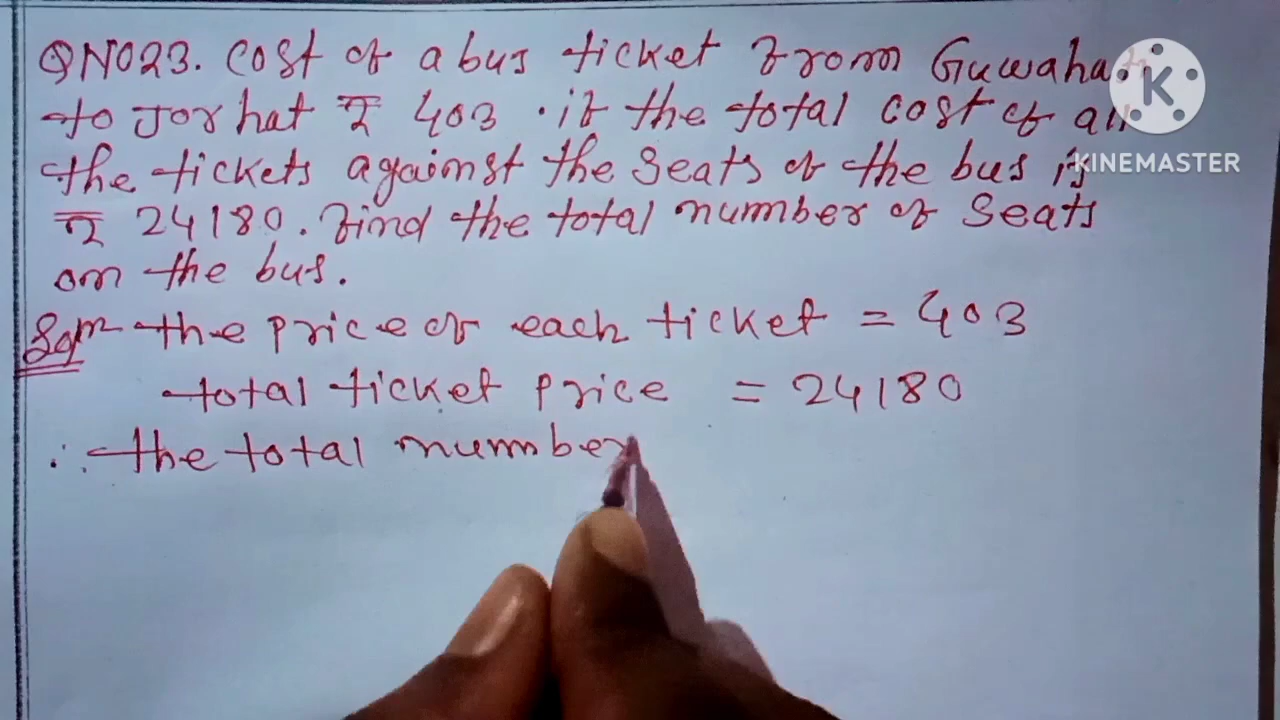 QNO23. Cost of a bus ticket from Guwahati
to Jorhat ₹ 403 . if the total cost of all
the tickets against the seats of the bus is
₹ 24180. Find the total number of seats
on the bus.
Solⁿ the price of each ticket = 403
total ticket price = 24180
∴ the total number
K
KINEMASTER